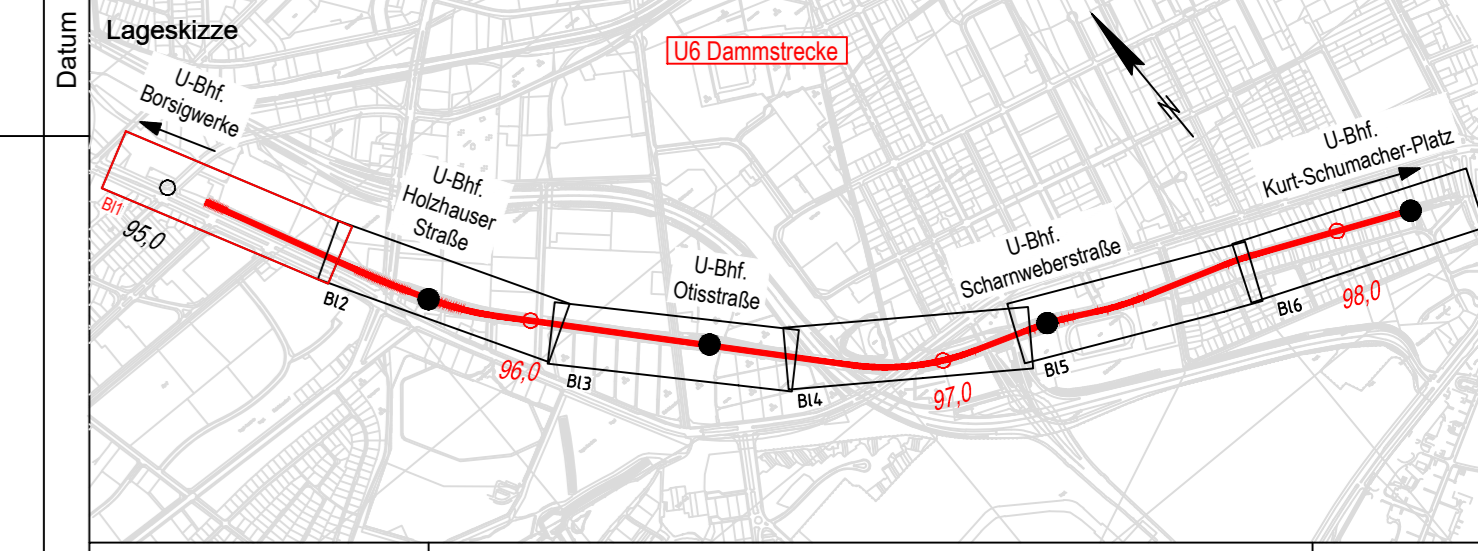 Datum
Lageskizze
U6 Dammstrecke
U-Bhf.
Borsigwerke
Bl1
95,0
Bl2
U-Bhf.
Holzhauser
Straße
96,0
Bl3
U-Bhf.
Otisstraße
Bl4
97,0
U-Bhf.
Scharnweberstraße
Bl5
N
U-Bhf.
Kurt-Schumacher-Platz
Bl6
98,0